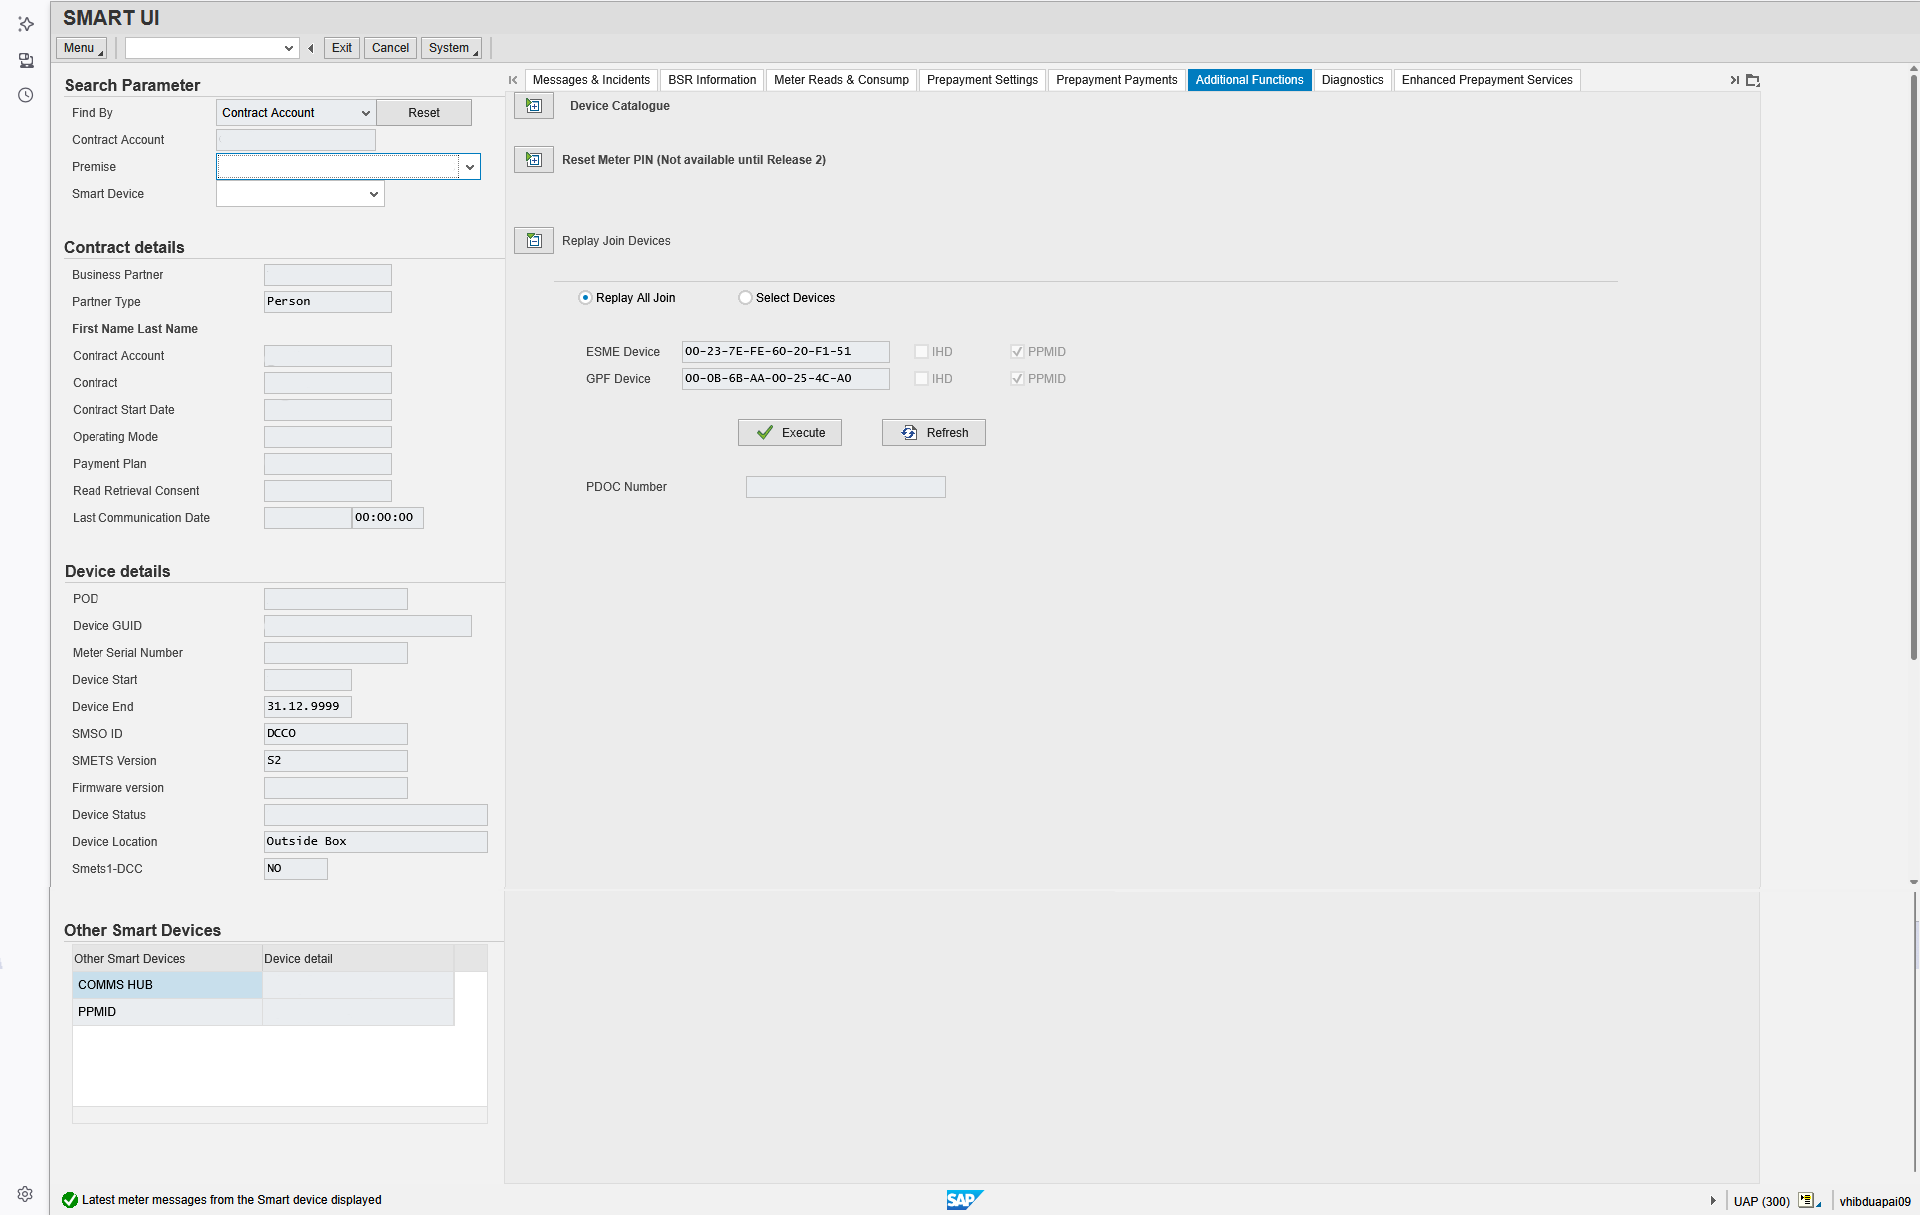 SMART UI
Menu
Exit
Cancel
System
Search Parameter
Find By
Contract Account
Reset
Contract Account
Premise
Smart Device
Contract details
Business Partner
Partner Type
Person
First Name Last Name
Contract Account
Contract
Contract Start Date
Operating Mode
Payment Plan
Read Retrieval Consent
Last Communication Date
00:00:00
Device details
POD
Device GUID
Meter Serial Number
Device Start
Device End
31.12.9999
SMSO ID
DCCO
SMETS Version
S2
Firmware version
Device Status
Device Location
Outside Box
Smets1-DCC
NO
Other Smart Devices
Other Smart Devices
Device detail
COMMS HUB
PPMID
Messages & Incidents
BSR Information
Meter Reads & Consump
Prepayment Settings
Prepayment Payments
Additional Functions
Diagnostics
Enhanced Prepayment Services
Device Catalogue
Reset Meter PIN (Not available until Release 2)
Replay Join Devices
Replay All Join
Select Devices
ESME Device
00-23-7E-FE-60-20-F1-51
IHD
PPMID
GPF Device
00-0B-6B-AA-00-25-4C-A0
IHD
PPMID
Execute
Refresh
PDOC Number
Latest meter messages from the Smart device displayed
SAP
UAP (300)
vhibduapai09